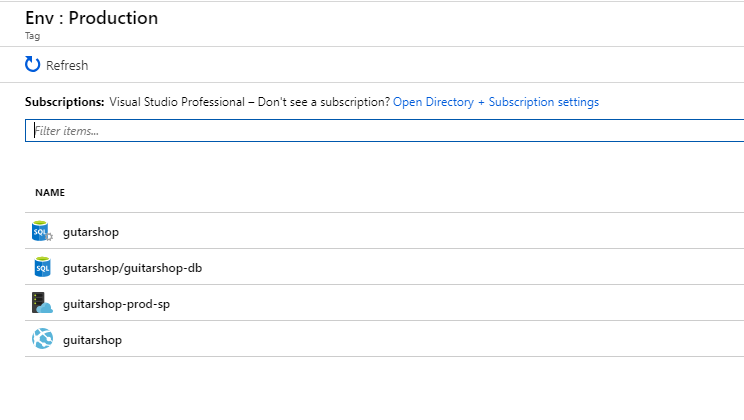 Env : Production
Tag
Refresh
Subscriptions: Visual Studio Professional – Don't see a subscription? Open Directory + Subscription settings
Filter items...
NAME
SQL gutarshop
SQL gutarshop/guitarshop-db
guitarshop-prod-sp
guitarshop